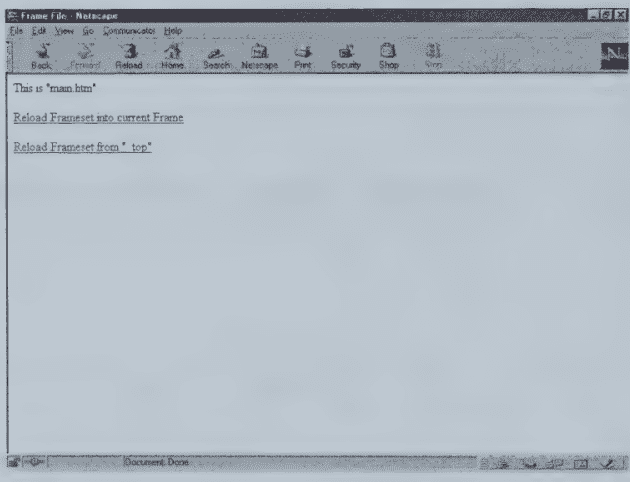 Frame File - Netscape
File Edit View Go Communicator Help
Back Forward Reload Home Search Netscape Print Security Shop Stop
N
This is "main.htm"
Reload Frameset into current Frame
Reload Frameset from "_top"
Document: Done